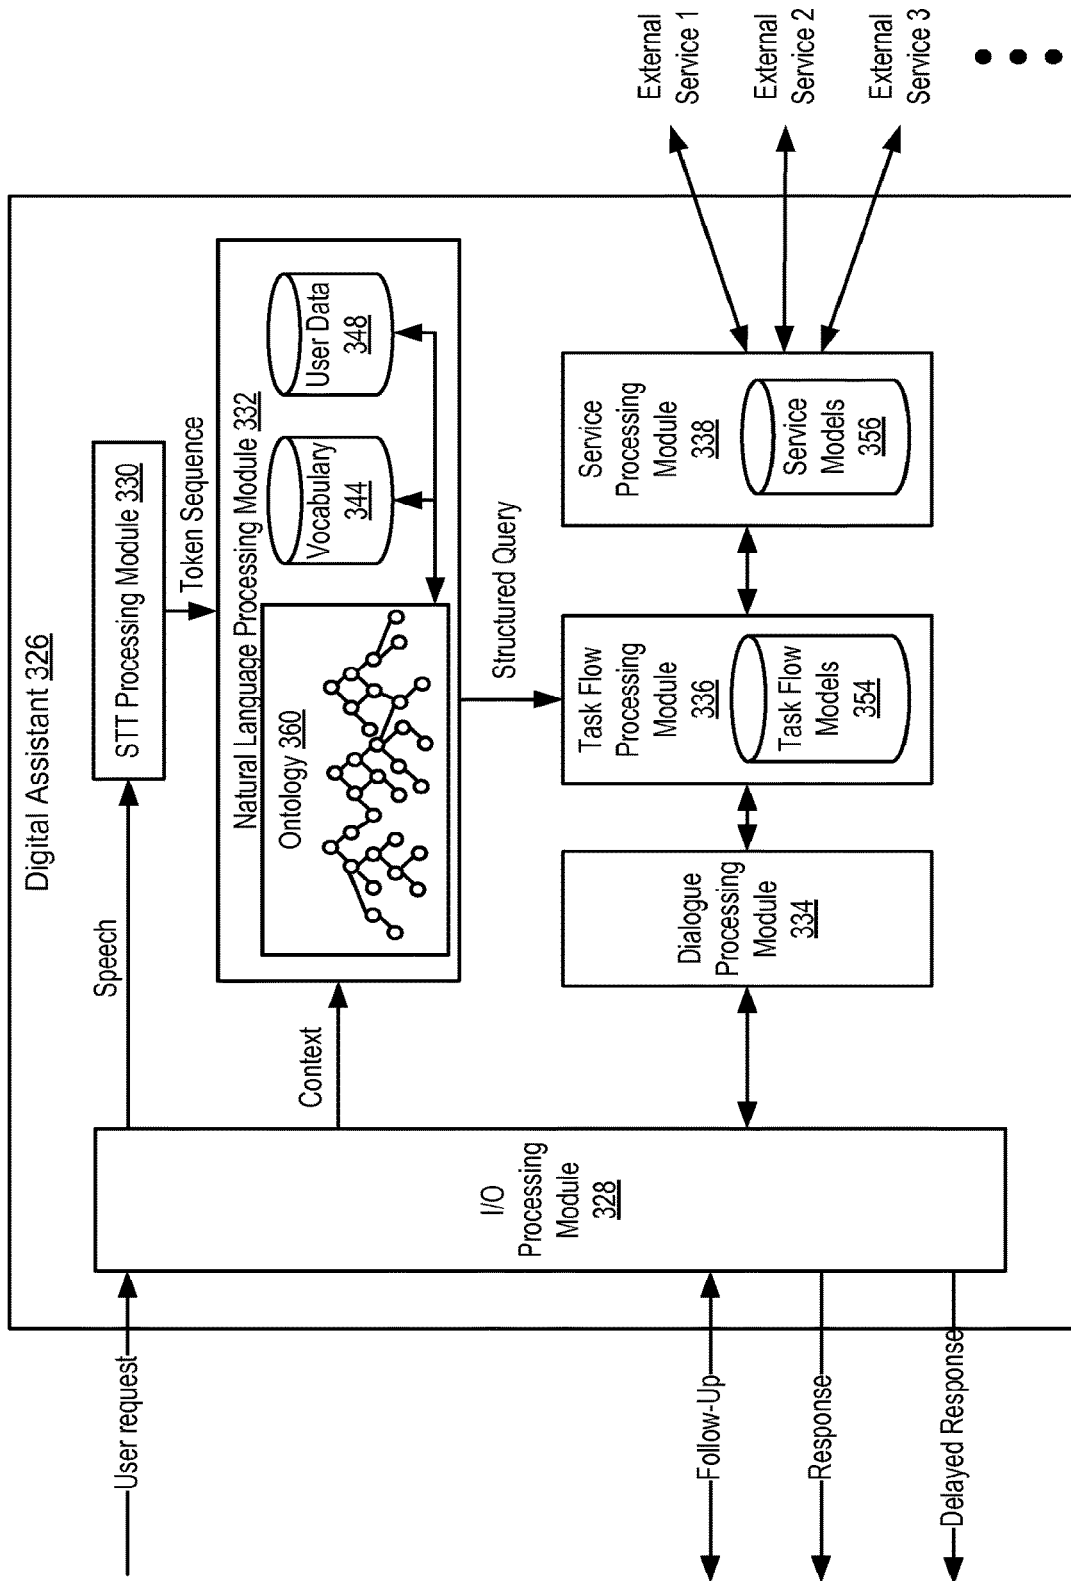 Digital Assistant 326
User request
Speech
STT Processing Module 330
Token Sequence
Context
Natural Language Processing Module 332
Ontology 360
Vocabulary
344
User Data
348
Structured Query
I/O
Processing
Module
328
Follow-Up
Response
Delayed Response
Dialogue
Processing
Module
334
Task Flow
Processing
Module
336
Task Flow
Models
354
Service
Processing
Module
338
Service
Models
356
External
Service 1
External
Service 2
External
Service 3